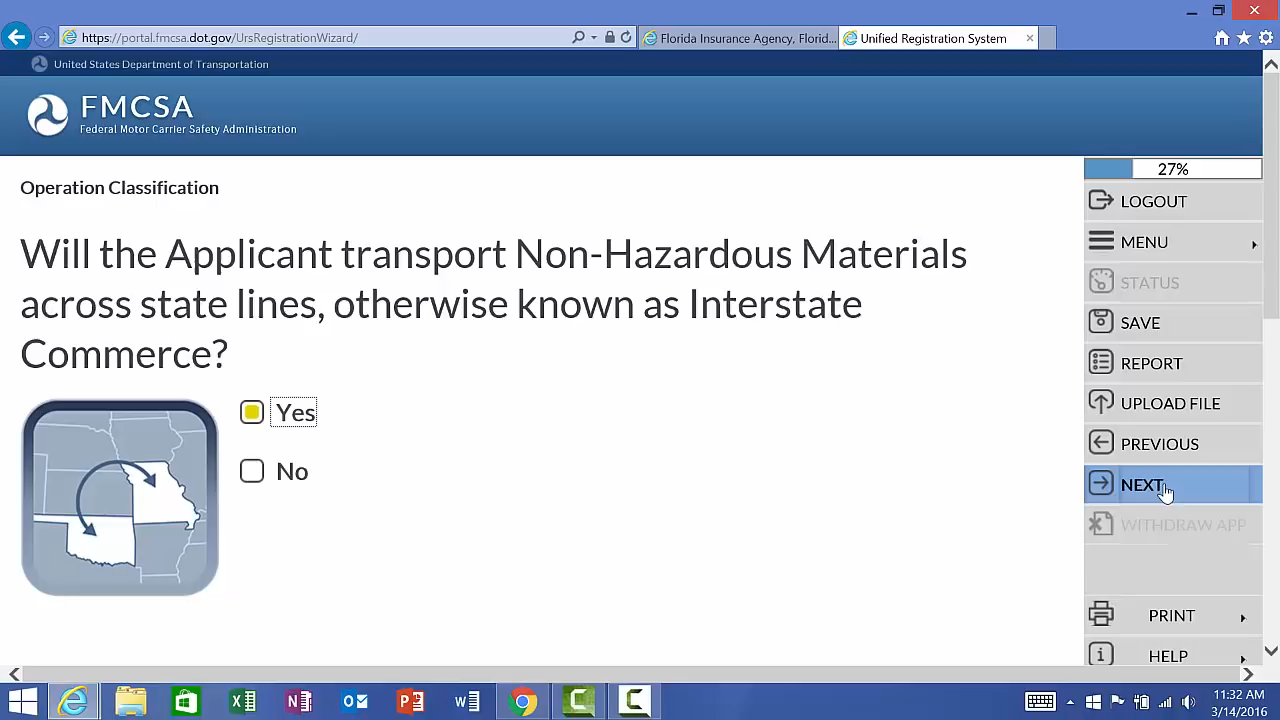 https://portal.fmcsa.dot.gov/UrsRegistrationWizard/
Florida Insurance Agency, Florid...
Unified Registration System
United States Department of Transportation
FMCSA
Federal Motor Carrier Safety Administration
Operation Classification
Will the Applicant transport Non-Hazardous Materials
across state lines, otherwise known as Interstate
Commerce?
Yes
No
27%
LOGOUT
MENU
STATUS
SAVE
REPORT
UPLOAD FILE
PREVIOUS
NEXT
WITHDRAW APP
PRINT
HELP
11:32 AM
3/14/2016